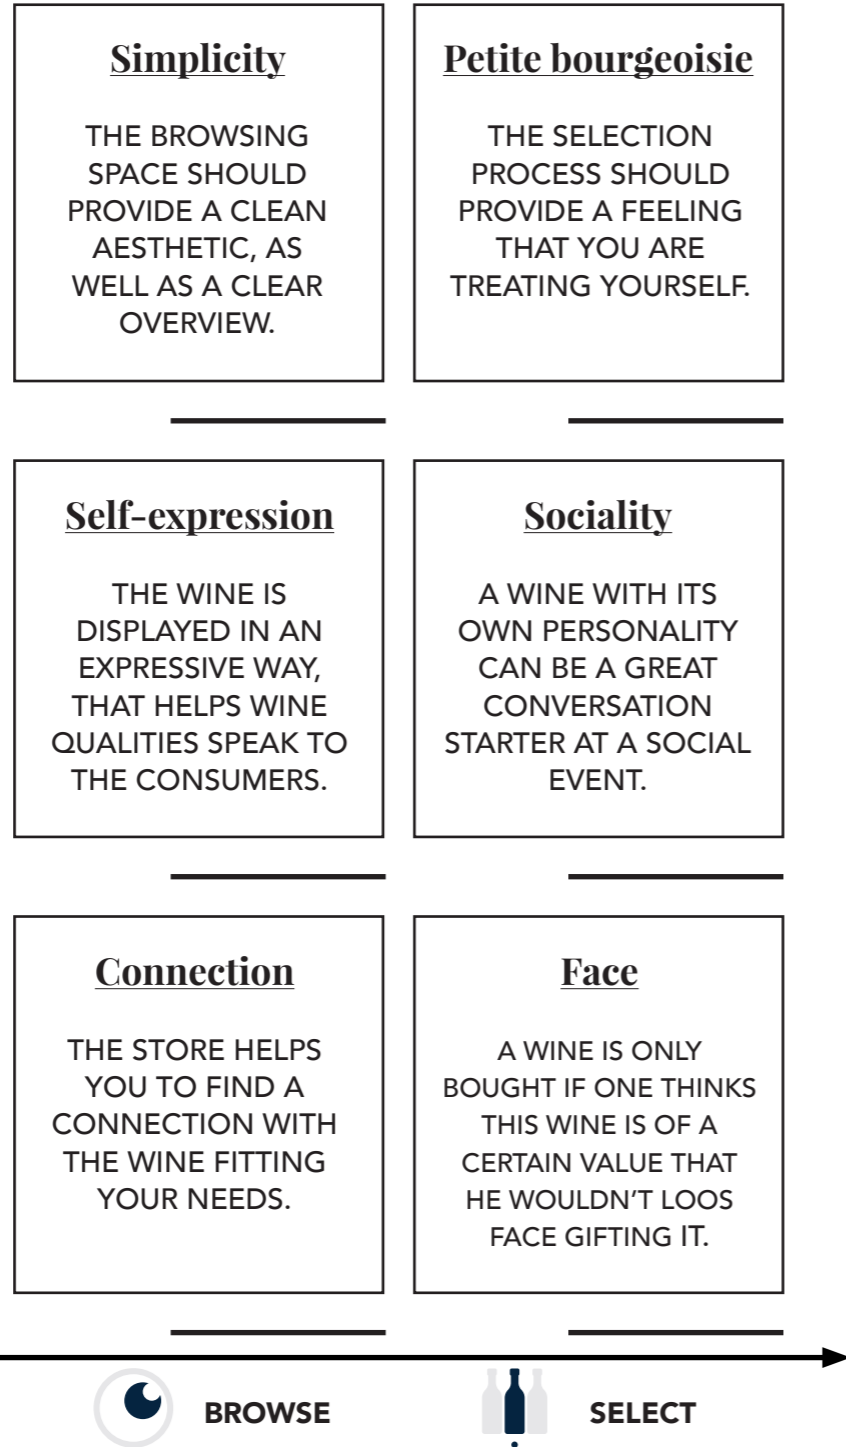 Simplicity
THE BROWSING
SPACE SHOULD
PROVIDE A CLEAN
AESTHETIC, AS
WELL AS A CLEAR
OVERVIEW.
Petite bourgeoisie
THE SELECTION
PROCESS SHOULD
PROVIDE A FEELING
THAT YOU ARE
TREATING YOURSELF.
Self-expression
THE WINE IS
DISPLAYED IN AN
EXPRESSIVE WAY,
THAT HELPS WINE
QUALITIES SPEAK TO
THE CONSUMERS.
Sociality
A WINE WITH ITS
OWN PERSONALITY
CAN BE A GREAT
CONVERSATION
STARTER AT A SOCIAL
EVENT.
Connection
THE STORE HELPS
YOU TO FIND A
CONNECTION WITH
THE WINE FITTING
YOUR NEEDS.
Face
A WINE IS ONLY
BOUGHT IF ONE THINKS
THIS WINE IS OF A
CERTAIN VALUE THAT
HE WOULDN'T LOOS
FACE GIFTING IT.
BROWSE
SELECT